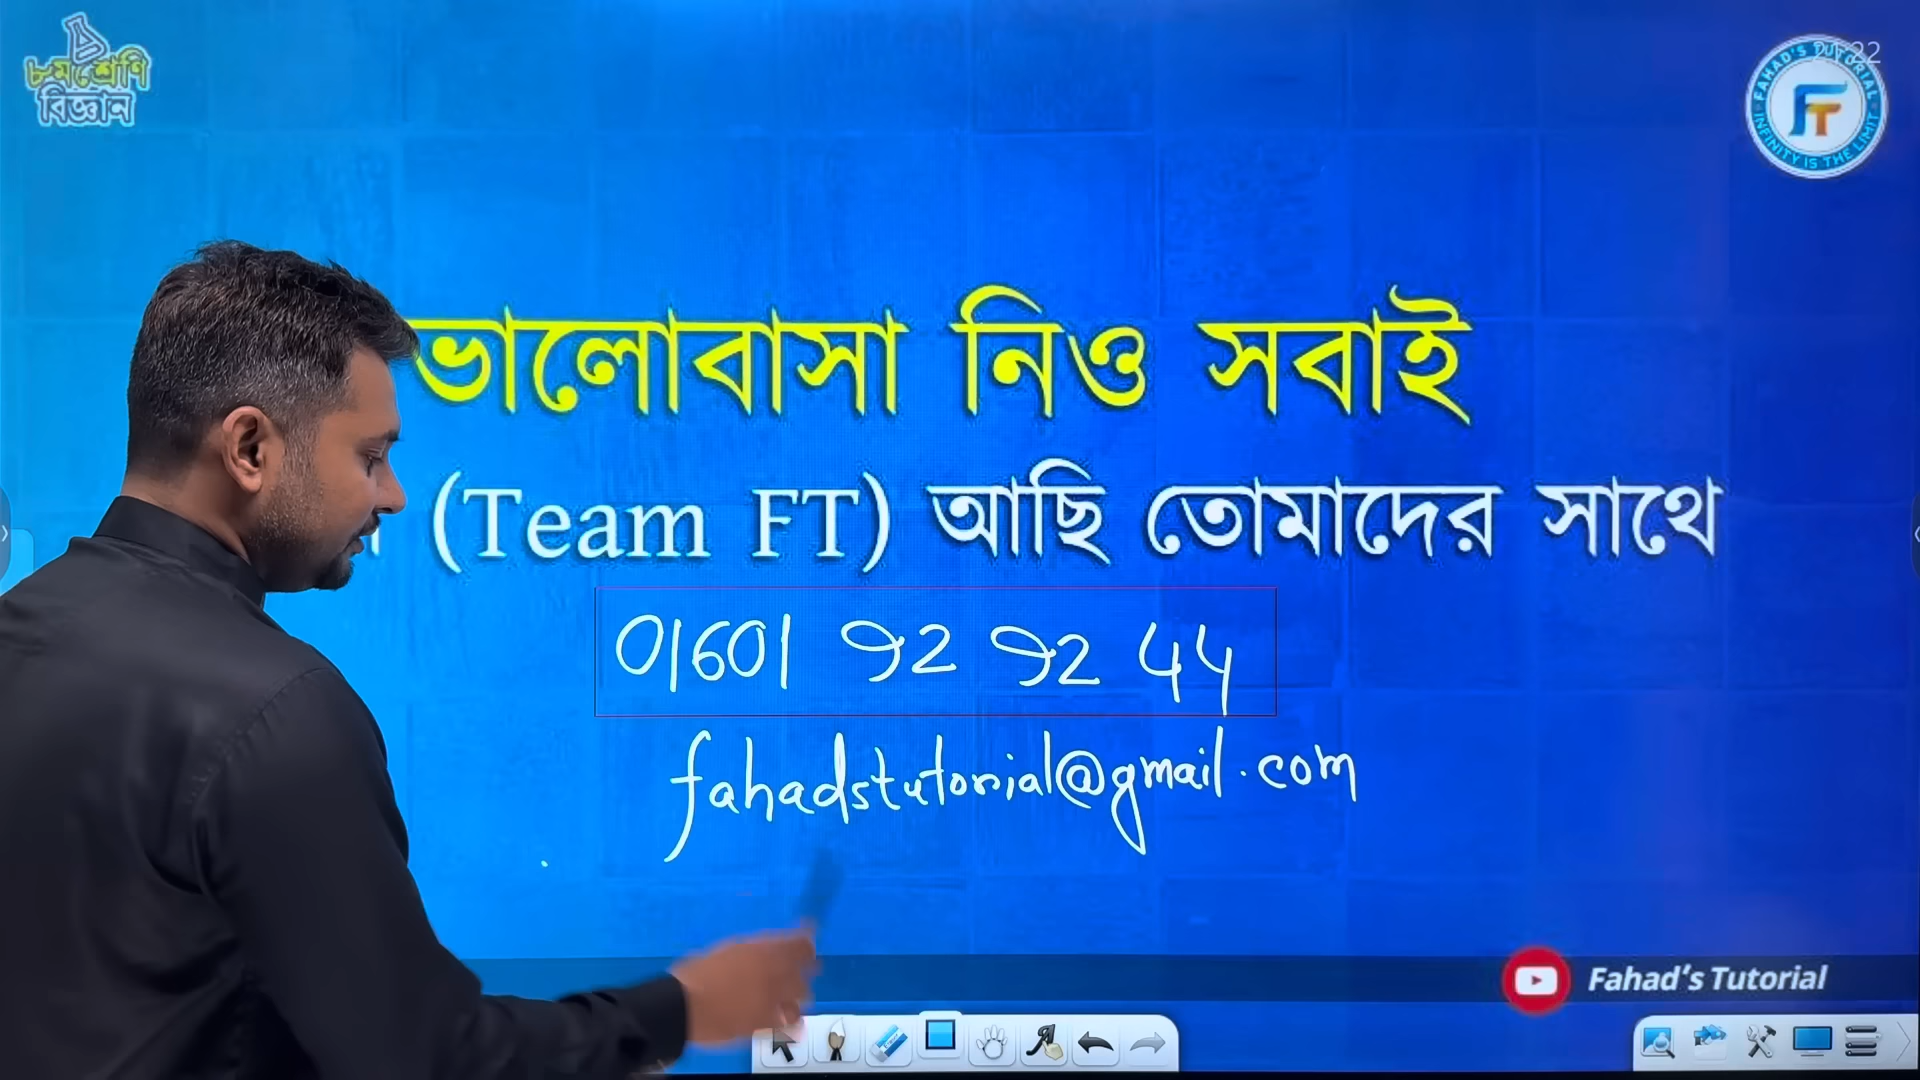 ৮ম শ্রেণি
বিজ্ঞান
FAHAD'S TUTORIAL
INFINITY IS THE LIMIT
FT
ভালোবাসা নিও সবাই
(Team FT) আছি তোমাদের সাথে
01601 92 92 44
fahadstutorial@gmail.com
Fahad's Tutorial